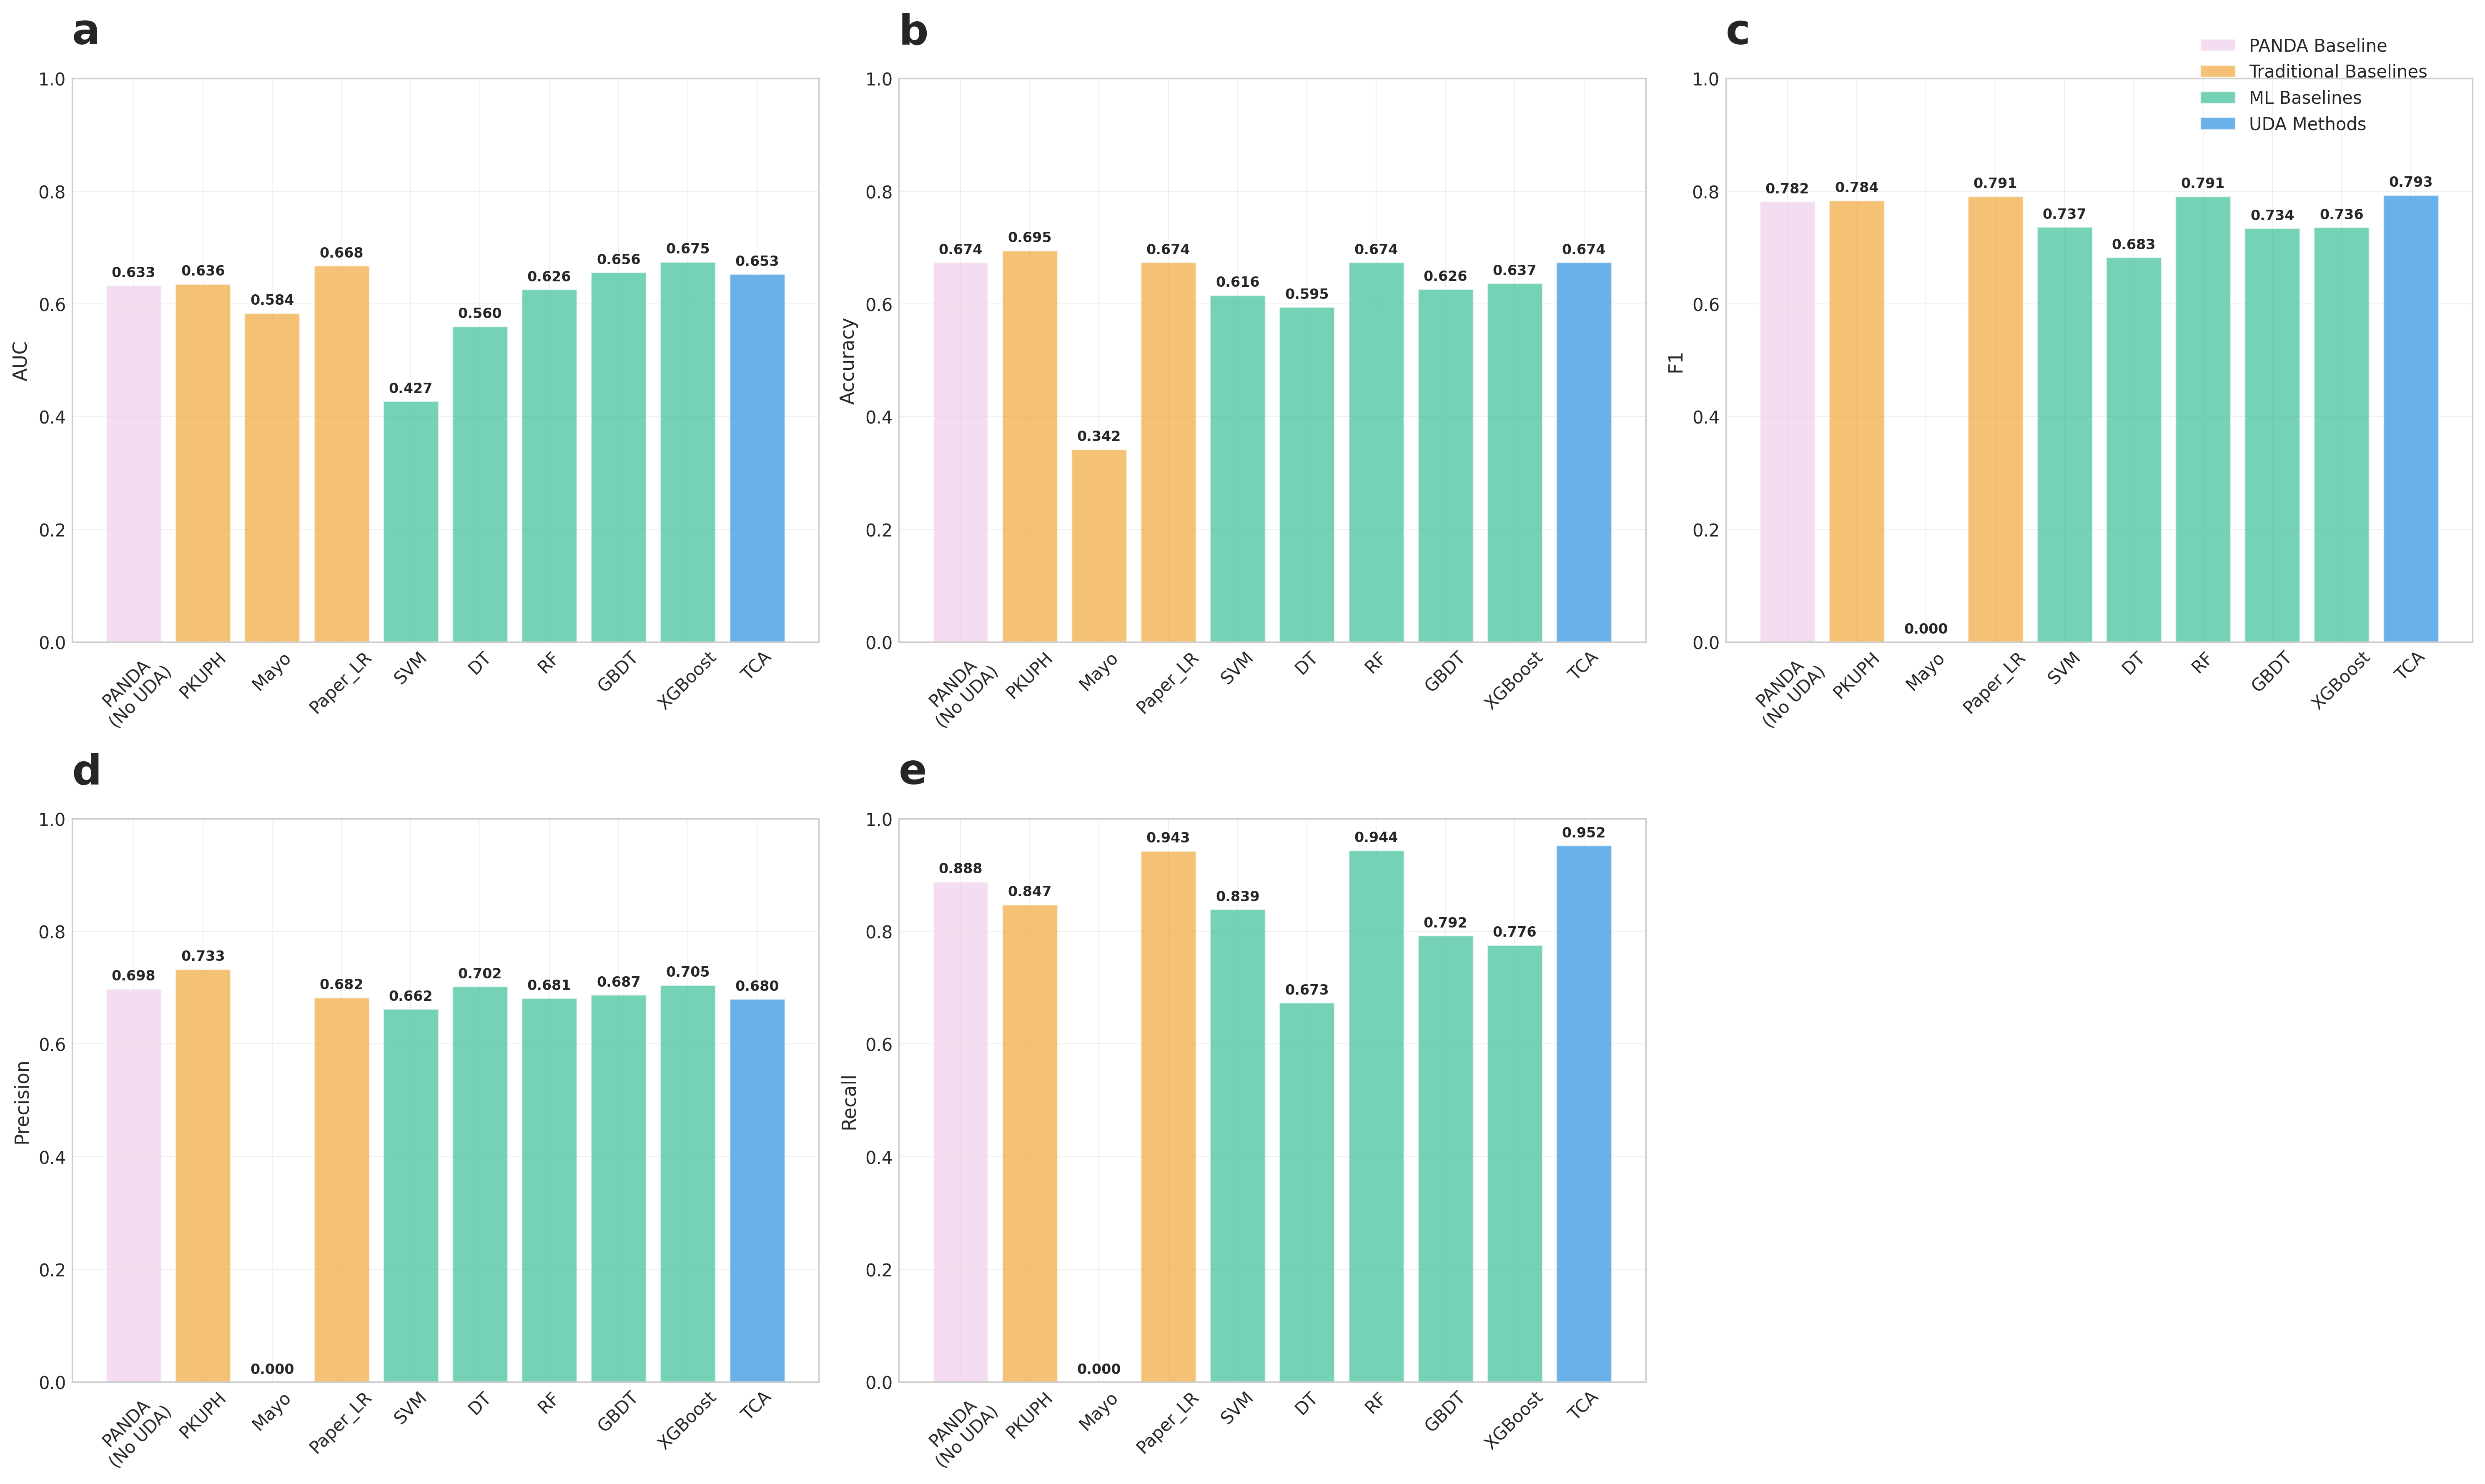 a
1.0
0.8
0.6
0.4
0.2
0.0
AUC
0.633
0.636
0.584
0.668
0.427
0.560
0.626
0.656
0.675
0.653
PANDA
(No UDA)
PKUPH
Mayo
Paper_LR
SVM
DT
RF
GBDT
XGBoost
TCA
b
1.0
0.8
0.6
0.4
0.2
0.0
Accuracy
0.674
0.695
0.342
0.674
0.616
0.595
0.674
0.626
0.637
0.674
PANDA
(No UDA)
PKUPH
Mayo
Paper_LR
SVM
DT
RF
GBDT
XGBoost
TCA
c
PANDA Baseline
Traditional Baselines
ML Baselines
UDA Methods
1.0
0.8
0.6
0.4
0.2
0.0
F1
0.782
0.784
0.000
0.791
0.737
0.683
0.791
0.734
0.736
0.793
PANDA
(No UDA)
PKUPH
Mayo
Paper_LR
SVM
DT
RF
GBDT
XGBoost
TCA
d
1.0
0.8
0.6
0.4
0.2
0.0
Precision
0.698
0.733
0.000
0.682
0.662
0.702
0.681
0.687
0.705
0.680
PANDA
(No UDA)
PKUPH
Mayo
Paper_LR
SVM
DT
RF
GBDT
XGBoost
TCA
e
1.0
0.8
0.6
0.4
0.2
0.0
Recall
0.888
0.847
0.000
0.943
0.839
0.673
0.944
0.792
0.776
0.952
PANDA
(No UDA)
PKUPH
Mayo
Paper_LR
SVM
DT
RF
GBDT
XGBoost
TCA